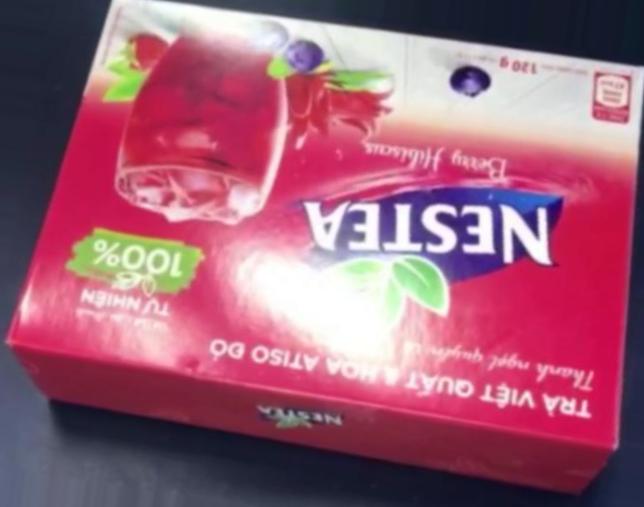 TRÀ VIỆT QUẤT & HOA ATISO ĐỎ
Thanh ngọt quyến rũ
NESTEA
Berry Hibiscus
TỰ NHIÊN
100%
120 g
NESTEA